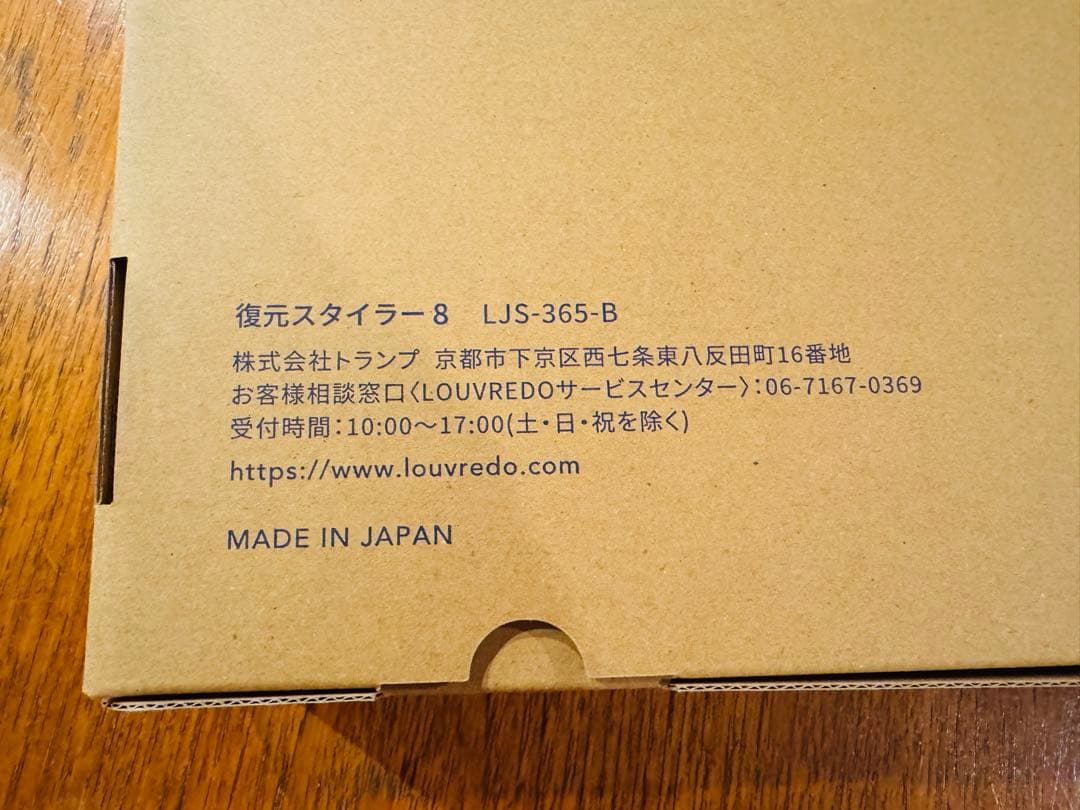 復元スタイラー8 LJS-365-B
株式会社トランプ 京都市下京区西七条東八反田町16番地
お客様相談窓口〈LOUVREDOサービスセンター〉:06-7167-0369
受付時間:10:00〜17:00(土・日・祝を除く)
https://www.louvredo.com
MADE IN JAPAN